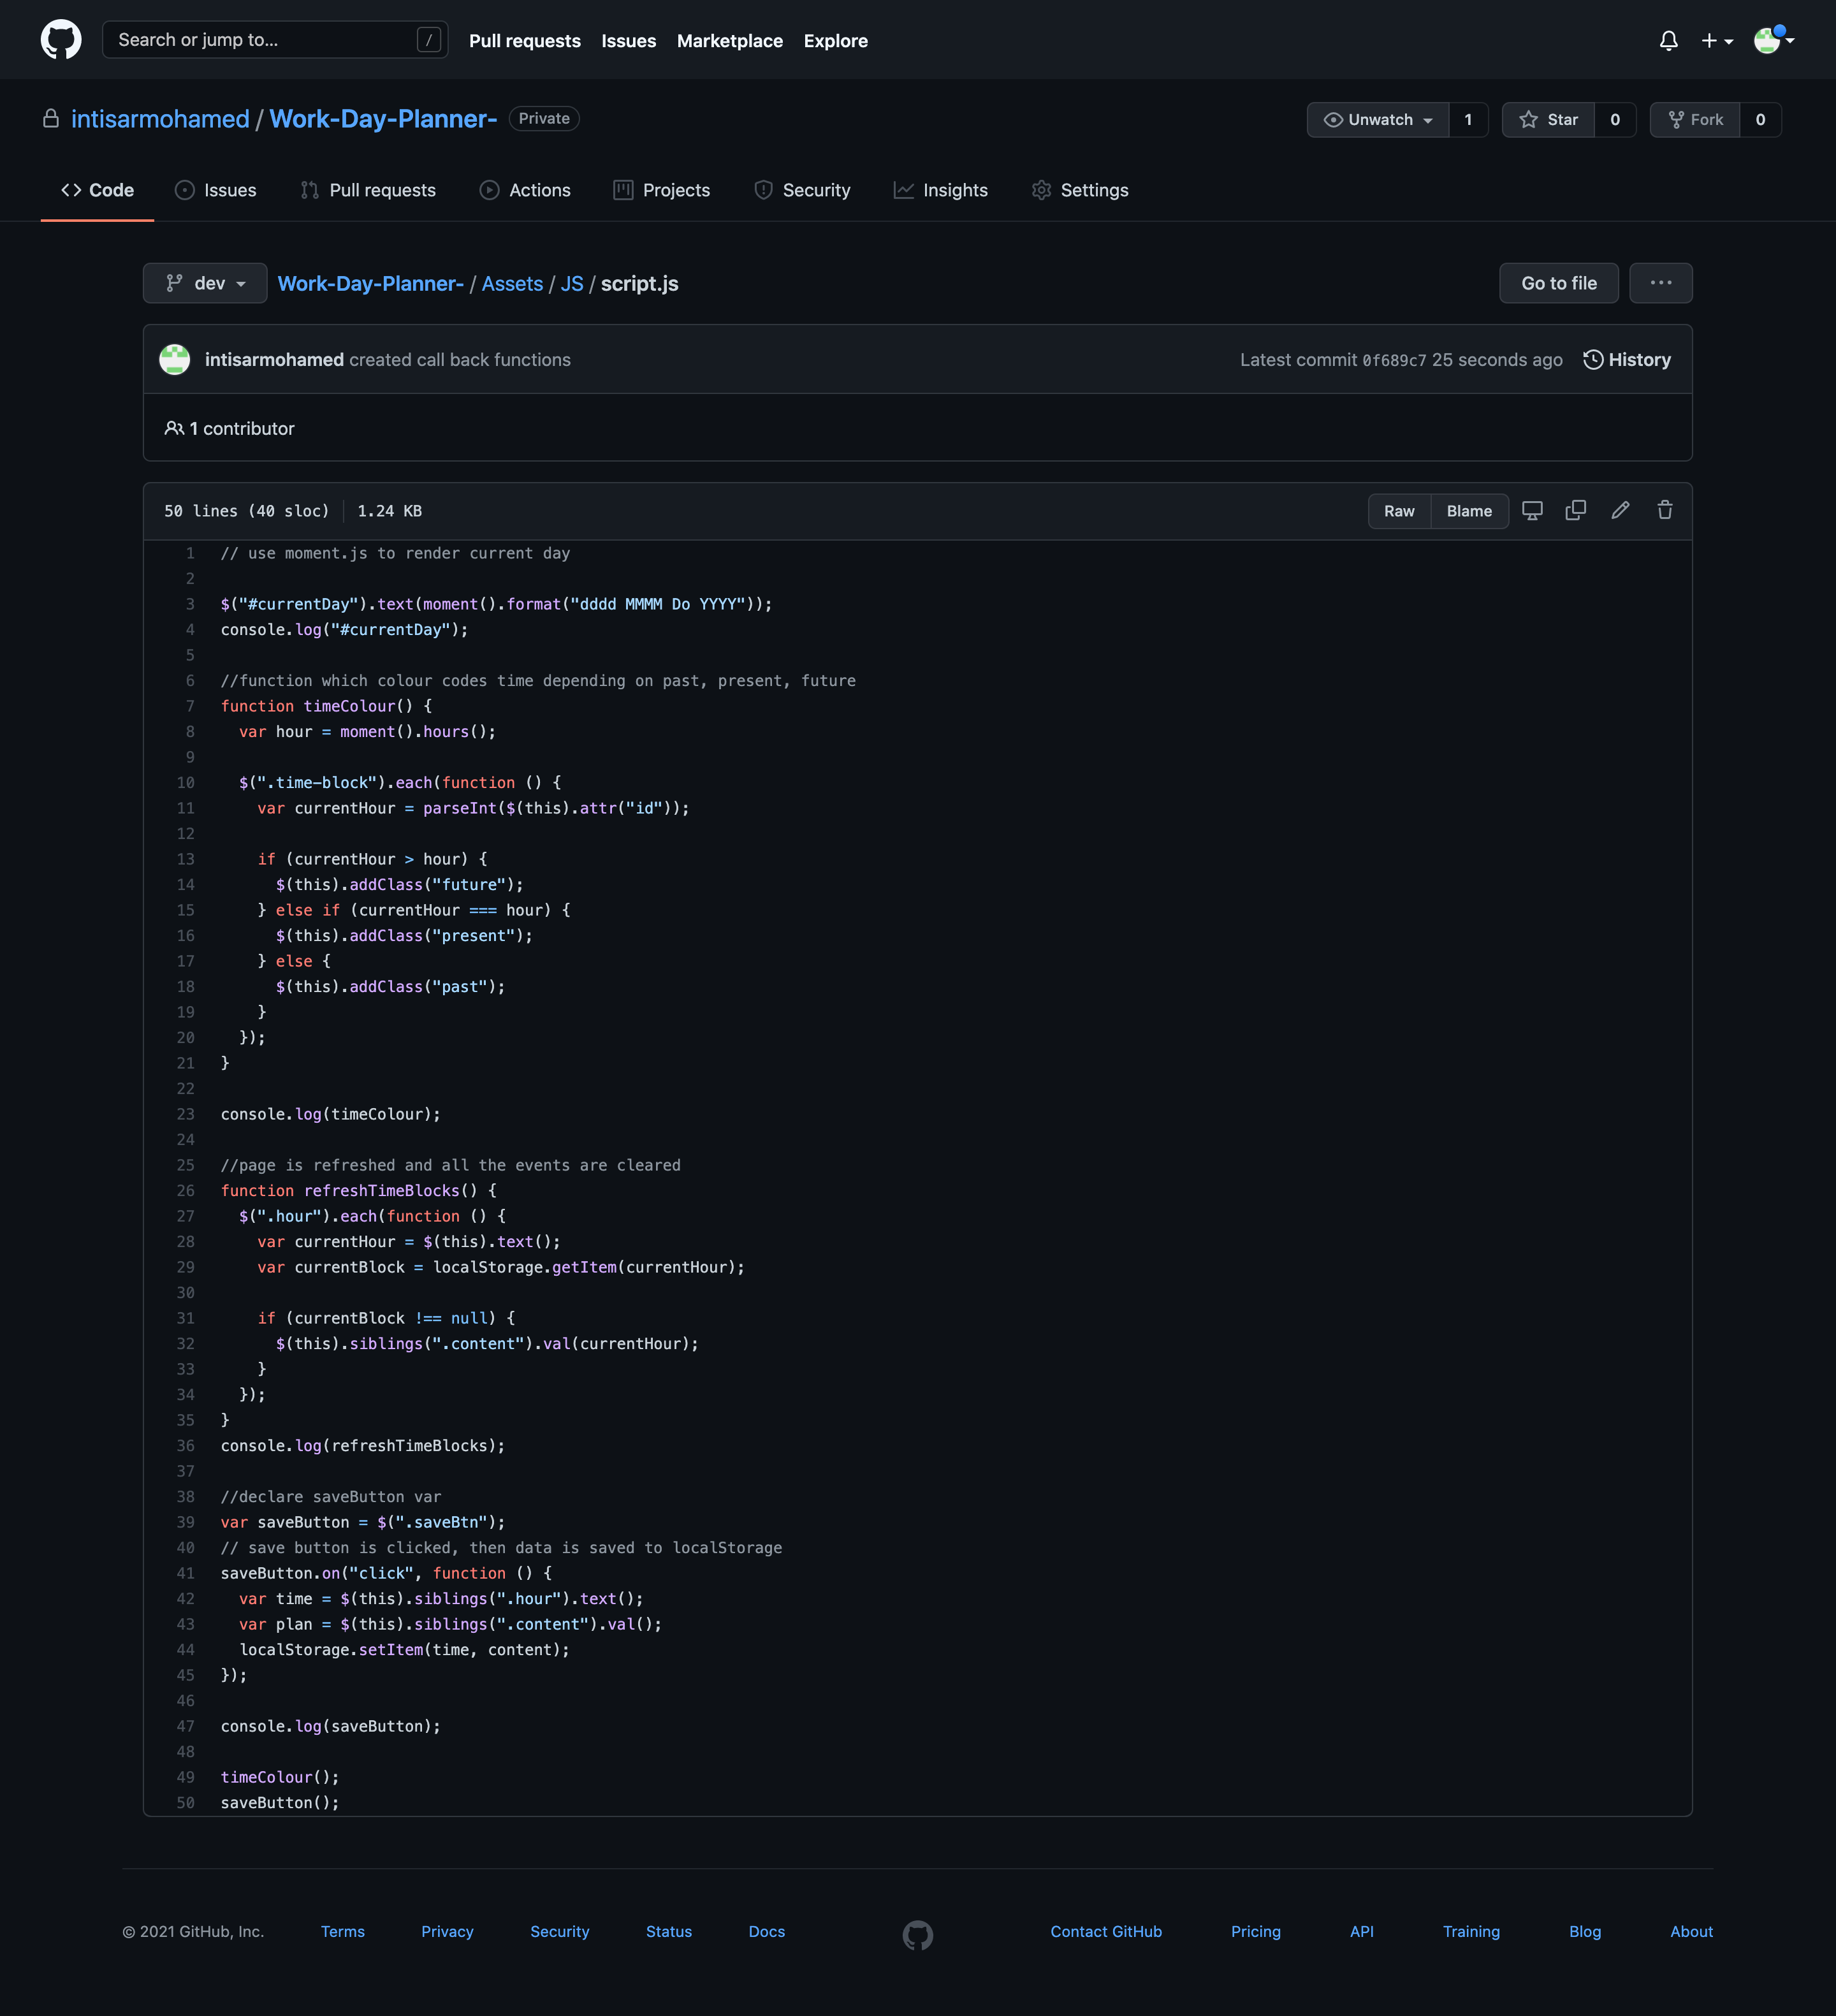 Search or jump to... /
Pull requests Issues Marketplace Explore
intisarmohamed / Work-Day-Planner- Private
Unwatch 1 Star 0 Fork 0
Code Issues Pull requests Actions Projects Security Insights Settings
dev Work-Day-Planner- / Assets / JS / script.js Go to file ...
intisarmohamed created call back functions Latest commit 0f689c7 25 seconds ago History
1 contributor
50 lines (40 sloc) 1.24 KB Raw Blame
1 // use moment.js to render current day
2
3 $("#currentDay").text(moment().format("dddd MMMM Do YYYY"));
4 console.log("#currentDay");
5
6 //function which colour codes time depending on past, present, future
7 function timeColour() {
8   var hour = moment().hours();
9
10   $(".time-block").each(function () {
11     var currentHour = parseInt($(this).attr("id"));
12
13     if (currentHour > hour) {
14       $(this).addClass("future");
15     } else if (currentHour === hour) {
16       $(this).addClass("present");
17     } else {
18       $(this).addClass("past");
19     }
20   });
21 }
22
23 console.log(timeColour);
24
25 //page is refreshed and all the events are cleared
26 function refreshTimeBlocks() {
27   $(".hour").each(function () {
28     var currentHour = $(this).text();
29     var currentBlock = localStorage.getItem(currentHour);
30
31     if (currentBlock !== null) {
32       $(this).siblings(".content").val(currentHour);
33     }
34   });
35 }
36 console.log(refreshTimeBlocks);
37
38 //declare saveButton var
39 var saveButton = $(".saveBtn");
40 // save button is clicked, then data is saved to localStorage
41 saveButton.on("click", function () {
42   var time = $(this).siblings(".hour").text();
43   var plan = $(this).siblings(".content").val();
44   localStorage.setItem(time, content);
45 });
46
47 console.log(saveButton);
48
49 timeColour();
50 saveButton();
© 2021 GitHub, Inc. Terms Privacy Security Status Docs Contact GitHub Pricing API Training Blog About